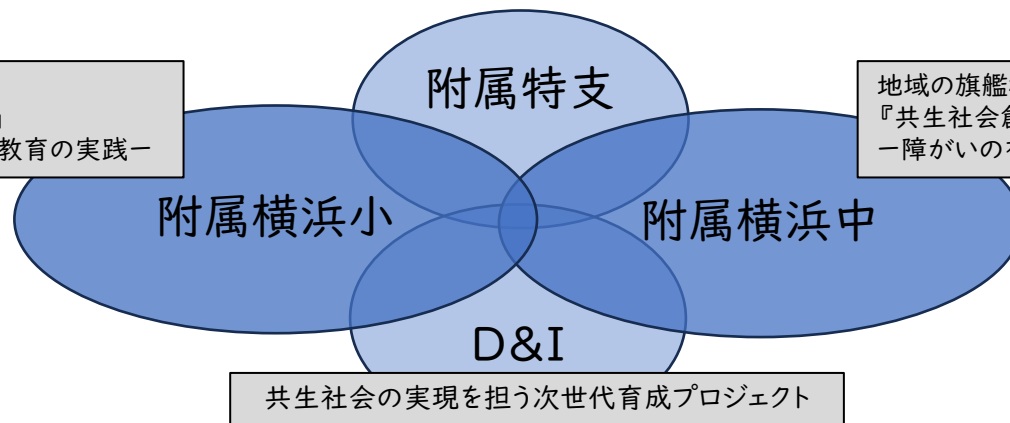 附属特支
」
教育の実践ー
地域の旗艦
『共生社会創
ー障がいの
附属横浜小
附属横浜中
D&I
共生社会の実現を担う次世代育成プロジェクト